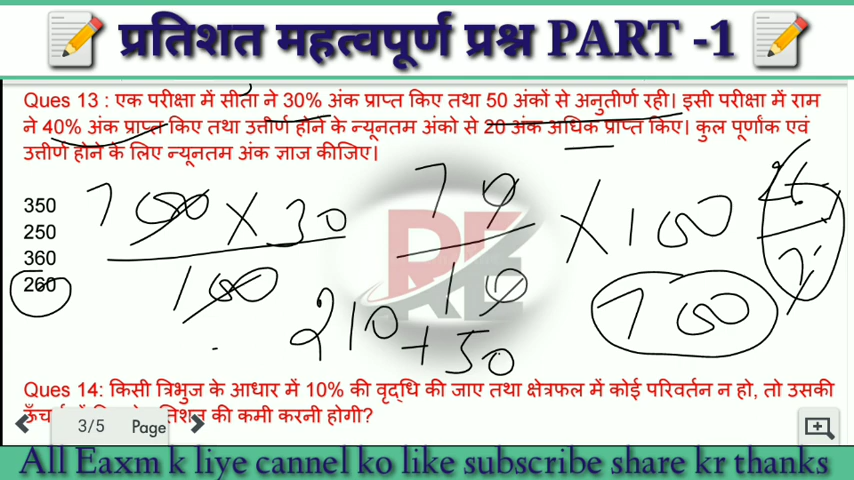 प्रतिशत महत्वपूर्ण प्रश्न PART -1
Ques 13 : एक परीक्षा में सीता ने 30% अंक प्राप्त किए तथा 50 अंकों से अनुतीर्ण रही। इसी परीक्षा में राम
ने 40% अंक प्राप्त किए तथा उत्तीर्ण होने के न्यूनतम अंको से 20 अंक अधिक प्राप्त किए। कुल पूर्णांक एवं
उत्तीर्ण होने के लिए न्यूनतम अंक ज्ञाज कीजिए।
350
250
360
260
700 × 30
100
210 + 50
70
10
× 100
700
Ques 14: किसी त्रिभुज के आधार में 10% की वृद्धि की जाए तथा क्षेत्रफल में कोई परिवर्तन न हो, तो उसकी
की कमी करनी होगी?
3/5 Page
All Eaxm k liye cannel ko like subscribe share kr thanks